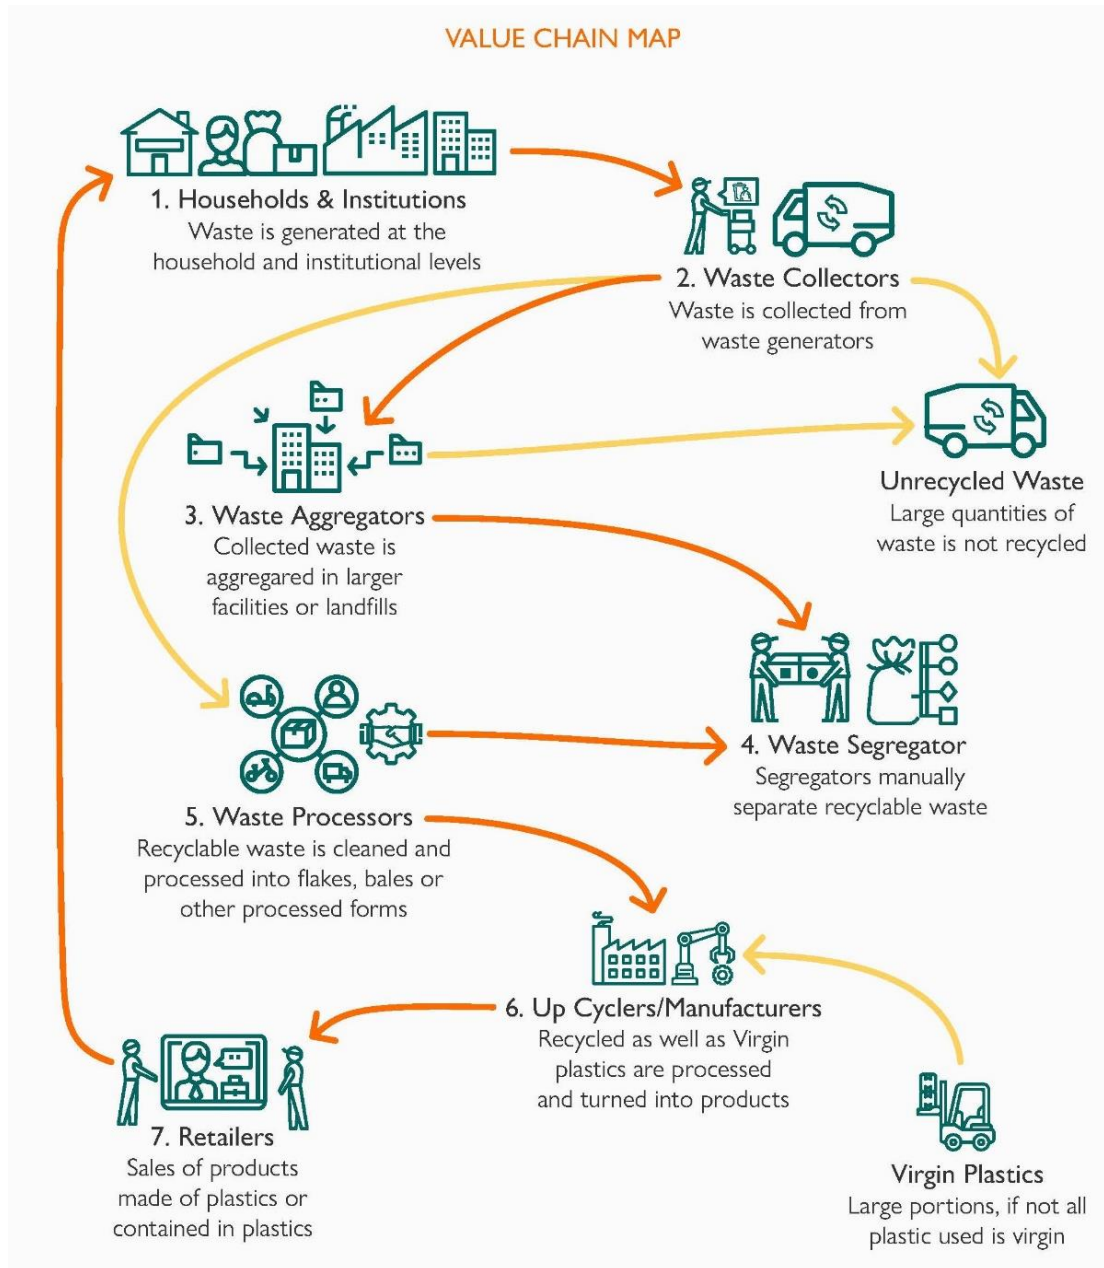 VALUE CHAIN MAP
1. Households & Institutions
Waste is generated at the
household and institutional levels
2. Waste Collectors
Waste is collected from
waste generators
Unrecycled Waste
Large quantities of
waste is not recycled
3. Waste Aggregators
Collected waste is
aggregared in larger
facilities or landfills
4. Waste Segregator
Segregators manually
separate recyclable waste
5. Waste Processors
Recyclable waste is cleaned and
processed into flakes, bales or
other processed forms
6. Up Cyclers/Manufacturers
Recycled as well as Virgin
plastics are processed
and turned into products
7. Retailers
Sales of products
made of plastics or
contained in plastics
Virgin Plastics
Large portions, if not all
plastic used is virgin